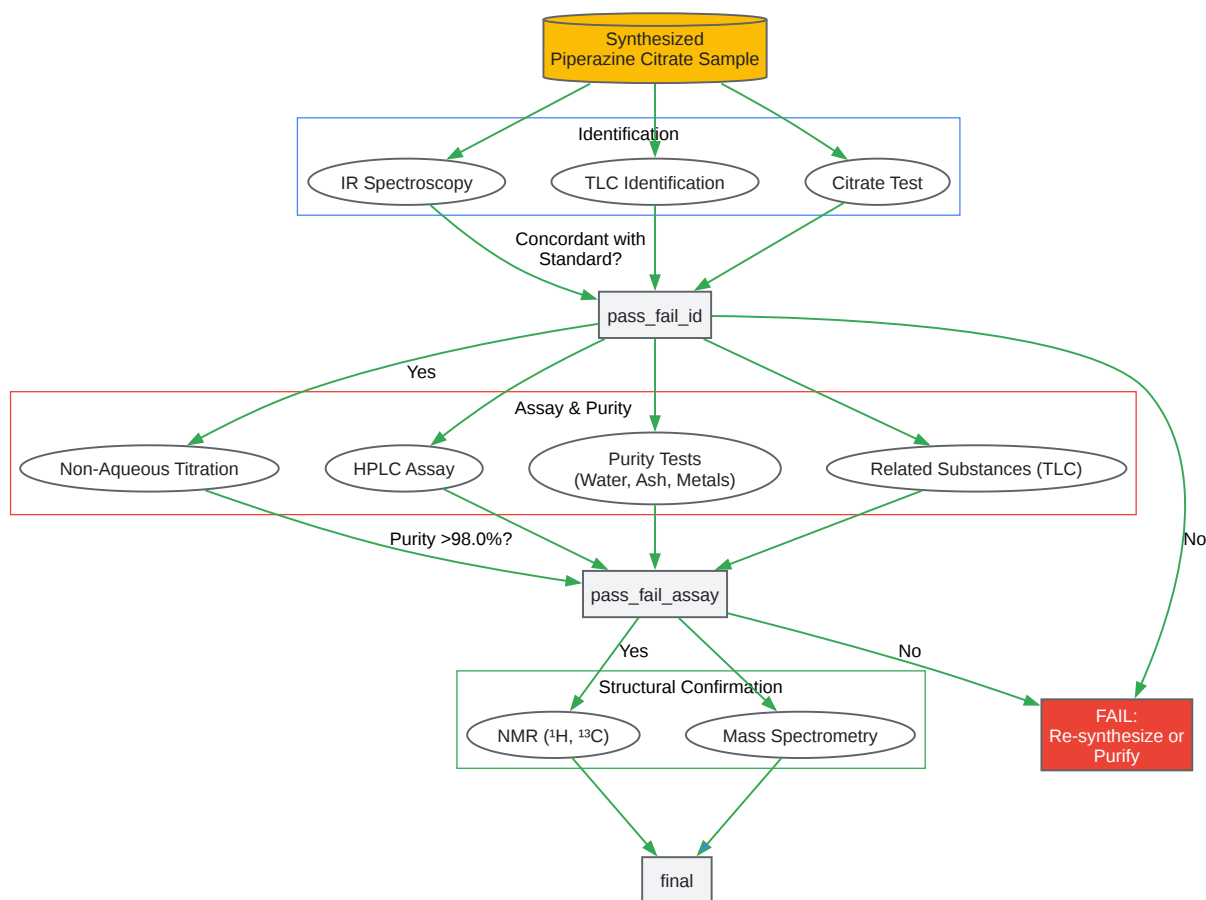 Synthesized
Piperazine Citrate Sample
Identification
IR Spectroscopy
TLC Identification
Citrate Test
Concordant with
Standard?
pass_fail_id
Yes
Assay & Purity
Non-Aqueous Titration
HPLC Assay
Purity Tests
(Water, Ash, Metals)
Related Substances (TLC)
Purity >98.0%?
No
pass_fail_assay
Yes
No
Structural Confirmation
NMR (¹H, ¹³C)
Mass Spectrometry
FAIL:
Re-synthesize or
Purify
final